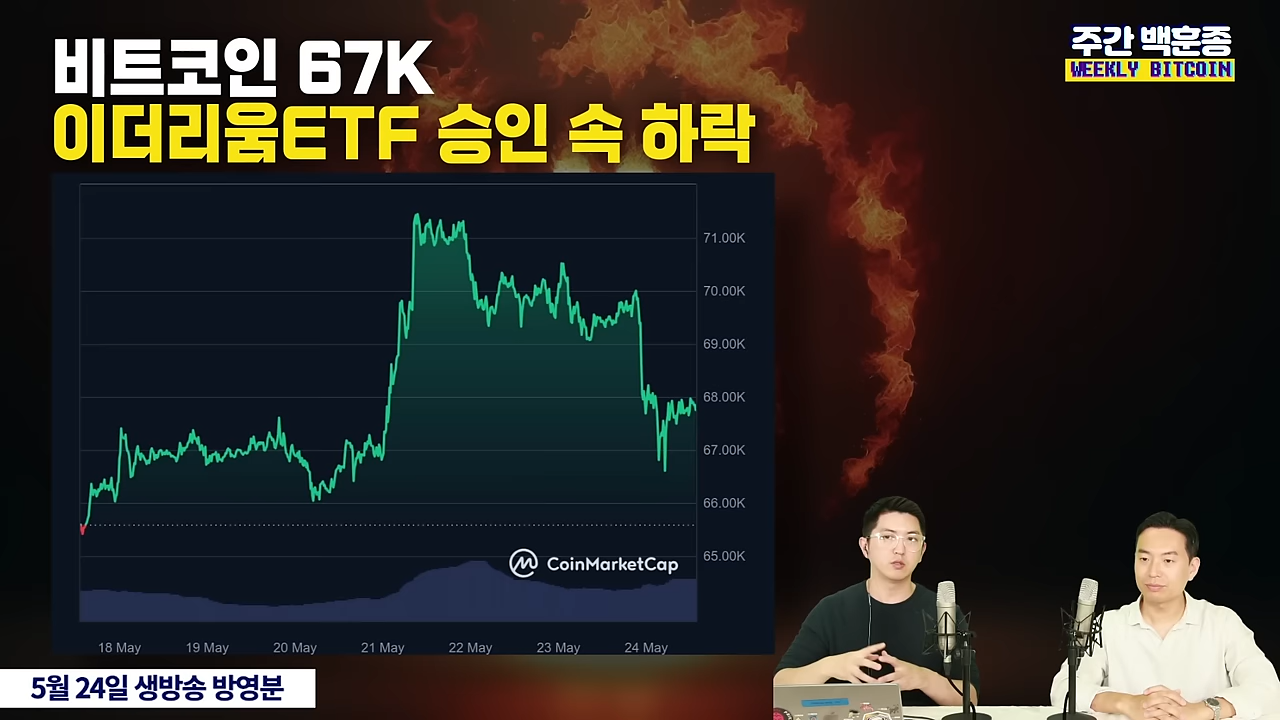 비트코인 67K
이더리움ETF 승인 속 하락
주간 백훈종
WEEKLY BITCOIN
71.00K
70.00K
69.00K
68.00K
67.00K
66.00K
65.00K
CoinMarketCap
18 May
19 May
20 May
21 May
22 May
23 May
24 May
5월 24일 생방송 방영분